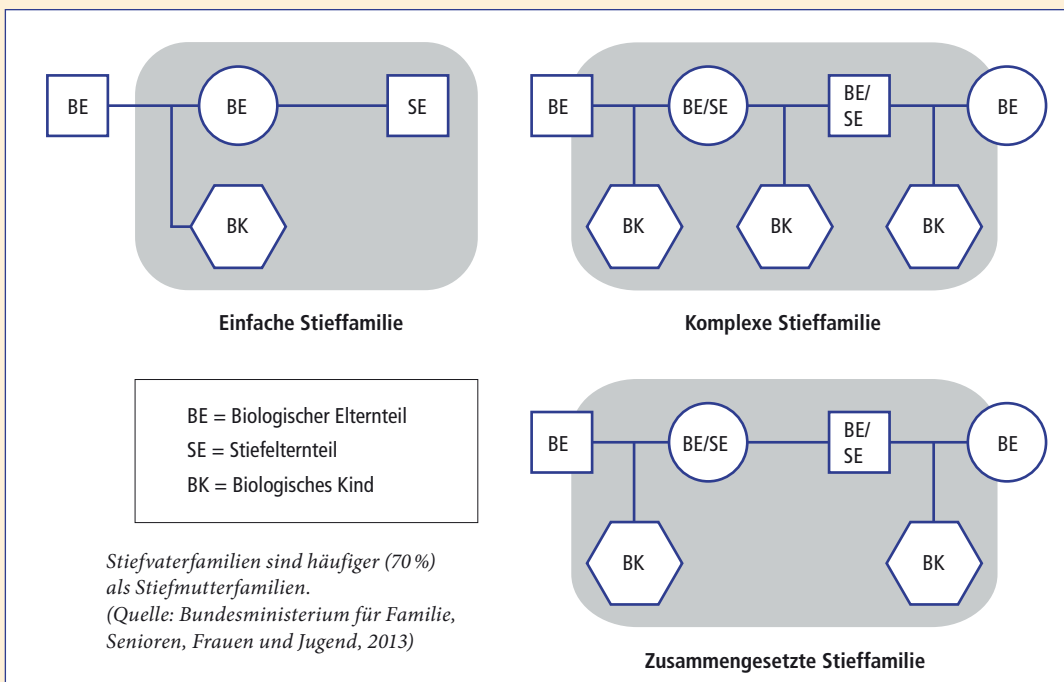 BE
BE
SE
BK
Einfache Stieffamilie
BE
BE/SE
BE/
SE
BE
BK
BK
BK
Komplexe Stieffamilie
BE = Biologischer Elternteil
SE = Stiefelternteil
BK = Biologisches Kind
Stiefvaterfamilien sind häufiger (70 %)
als Stiefmutterfamilien.
(Quelle: Bundesministerium für Familie,
Senioren, Frauen und Jugend, 2013)
BE
BE/SE
BE/
SE
BE
BK
BK
Zusammengesetzte Stieffamilie